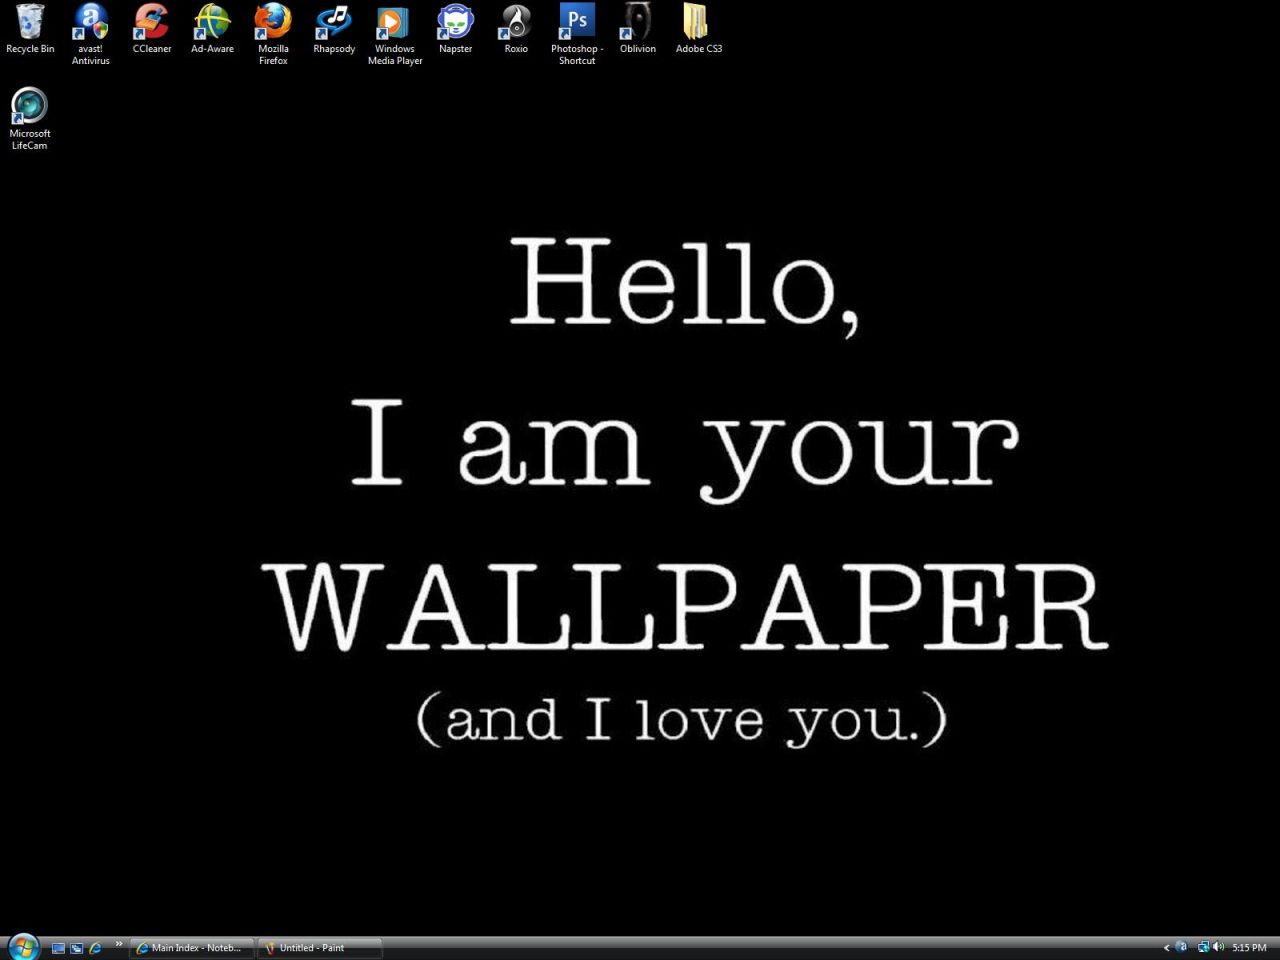 Recycle Bin
avast! Antivirus
CCleaner
Ad-Aware
Mozilla Firefox
Rhapsody
Windows Media Player
Napster
Roxio
Photoshop - Shortcut
Oblivion
Adobe CS3
Microsoft LifeCam
Hello,
I am your
WALLPAPER
(and I love you.)
Main Index - Noteb...
Untitled - Paint
5:15 PM